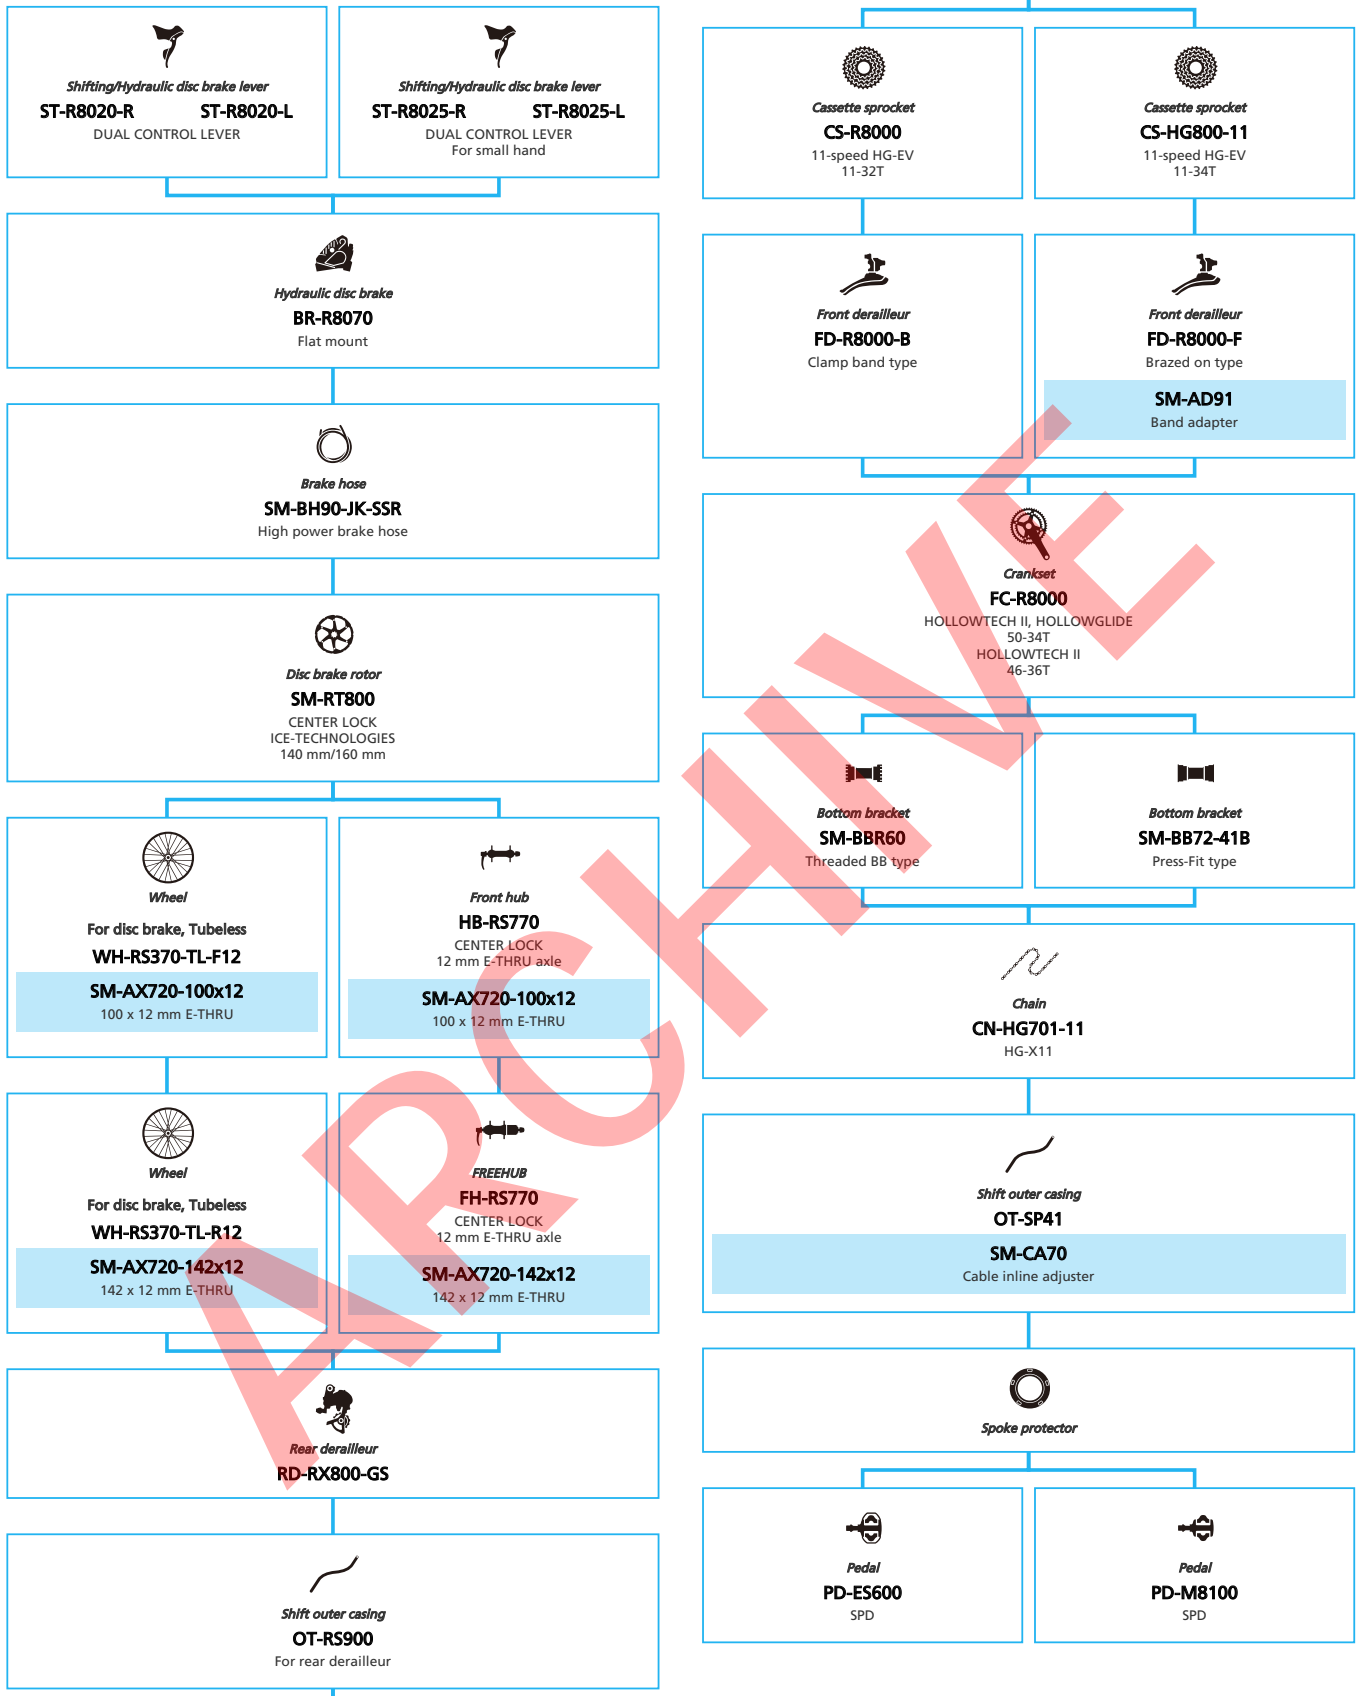 Shifting/Hydraulic disc brake lever
ST-R8020-R ST-R8020-L
DUAL CONTROL LEVER
Shifting/Hydraulic disc brake lever
ST-R8025-R ST-R8025-L
DUAL CONTROL LEVER
For small hand
Hydraulic disc brake
BR-R8070
Flat mount
Brake hose
SM-BH90-JK-SSR
High power brake hose
Disc brake rotor
SM-RT800
CENTER LOCK
ICE-TECHNOLOGIES
140 mm/160 mm
Wheel
For disc brake, Tubeless
WH-RS370-TL-F12
SM-AX720-100x12
100 x 12 mm E-THRU
Front hub
HB-RS770
CENTER LOCK
12 mm E-THRU axle
SM-AX720-100x12
100 x 12 mm E-THRU
Wheel
For disc brake, Tubeless
WH-RS370-TL-R12
SM-AX720-142x12
142 x 12 mm E-THRU
FREEHUB
FH-RS770
CENTER LOCK
12 mm E-THRU axle
SM-AX720-142x12
142 x 12 mm E-THRU
Rear derailleur
RD-RX800-GS
Shift outer casing
OT-RS900
For rear derailleur
Cassette sprocket
CS-R8000
11-speed HG-EV
11-32T
Cassette sprocket
CS-HG800-11
11-speed HG-EV
11-34T
Front derailleur
FD-R8000-B
Clamp band type
Front derailleur
FD-R8000-F
Brazed on type
SM-AD91
Band adapter
Crankset
FC-R8000
HOLLOWTECH II, HOLLOWGLIDE
50-34T
HOLLOWTECH II
46-36T
Bottom bracket
SM-BBR60
Threaded BB type
Bottom bracket
SM-BB72-41B
Press-Fit type
Chain
CN-HG701-11
HG-X11
Shift outer casing
OT-SP41
SM-CA70
Cable inline adjuster
Spoke protector
Pedal
PD-ES600
SPD
Pedal
PD-M8100
SPD
ARCHIVE